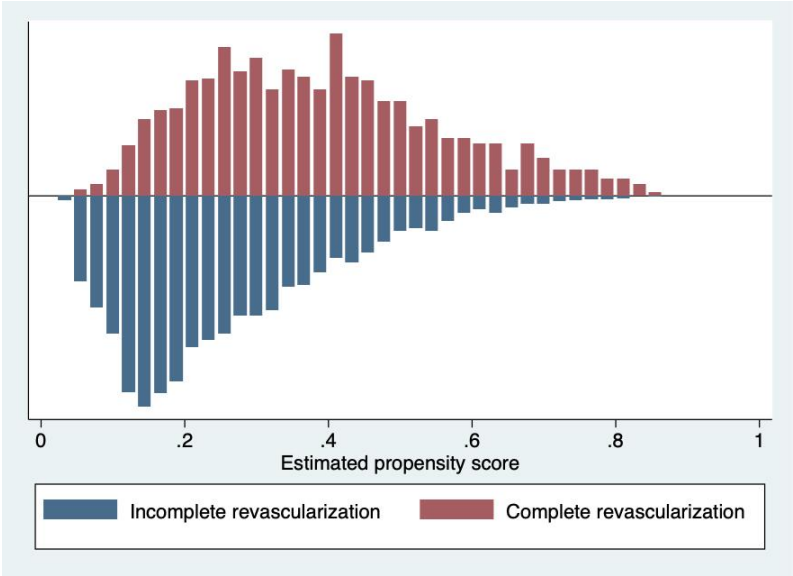 0 .2 .4 .6 .8 1
Estimated propensity score
Incomplete revascularization Complete revascularization